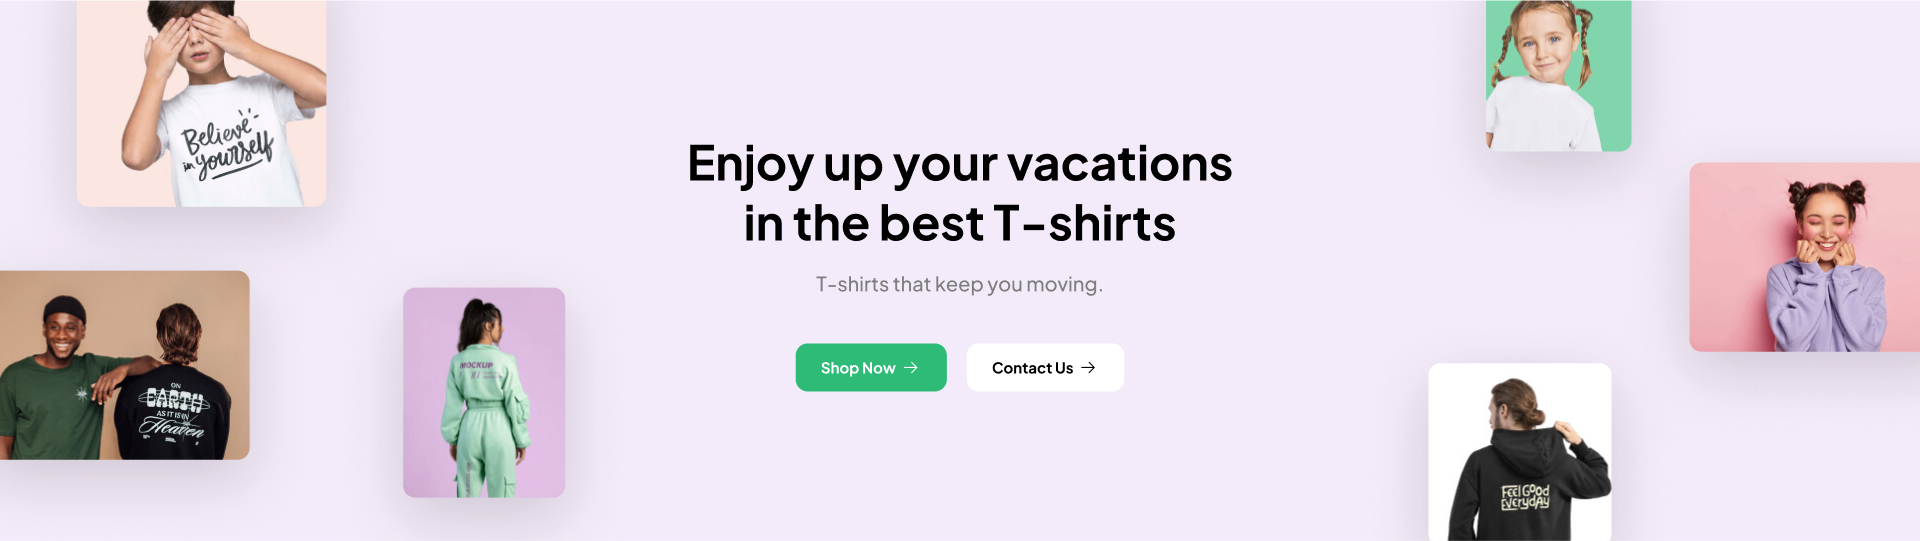 Believe
in yourself
Enjoy up your vacations
in the best T-shirts
T-shirts that keep you moving.
Shop Now
Contact Us
ON
EARTH
AS IT IS IN
Heaven
MOCKUP
FEEl GOOd
EVEryDAY